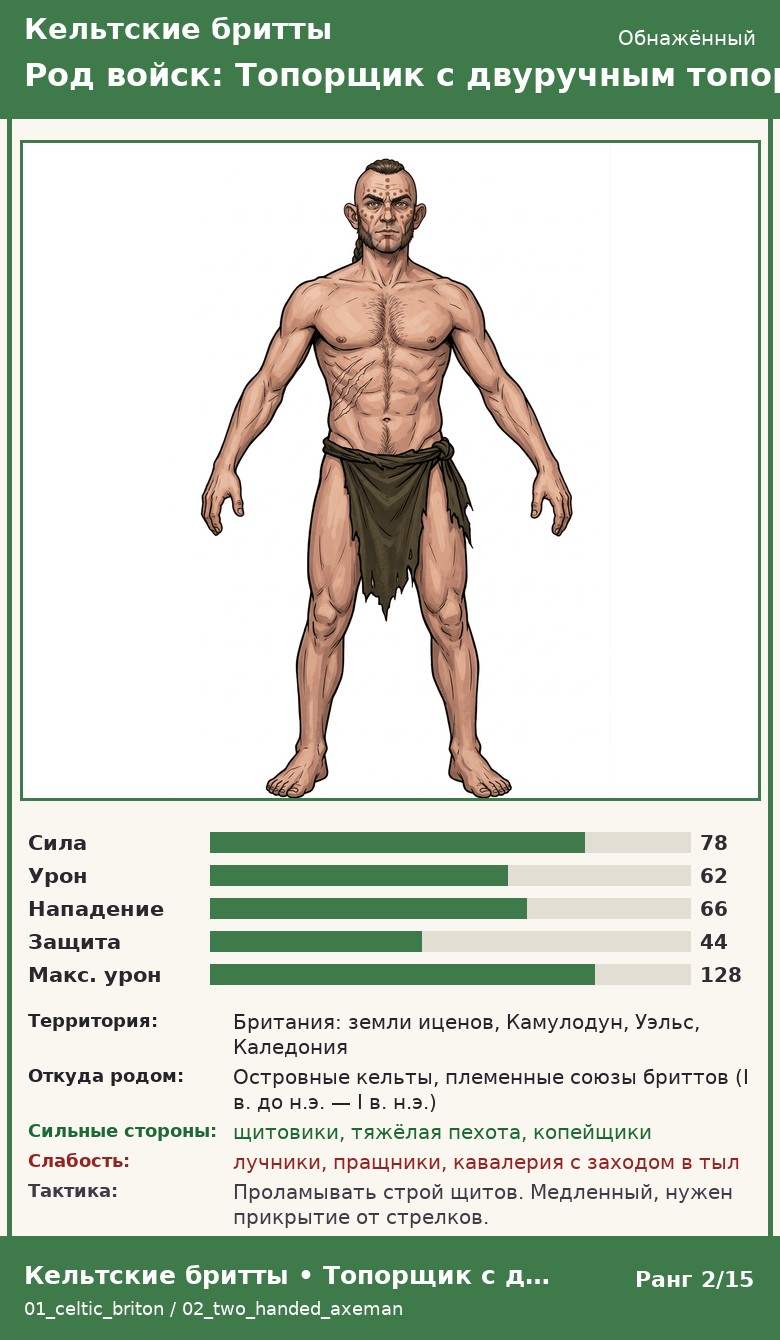 Кельтские бритты
Обнажённый
Род войск: Топорщик с двуручным топор
Сила 78
Урон 62
Нападение 66
Защита 44
Макс. урон 128
Территория: Британия: земли иценов, Камулодун, Уэльс,
Каледония
Откуда родом: Островные кельты, племенные союзы бриттов (I
в. до н.э. — I в. н.э.)
Сильные стороны: щитовики, тяжёлая пехота, копейщики
Слабость: лучники, пращники, кавалерия с заходом в тыл
Тактика: Проламывать строй щитов. Медленный, нужен
прикрытие от стрелков.
Кельтские бритты • Топорщик с д...
Ранг 2/15
01_celtic_briton / 02_two_handed_axeman